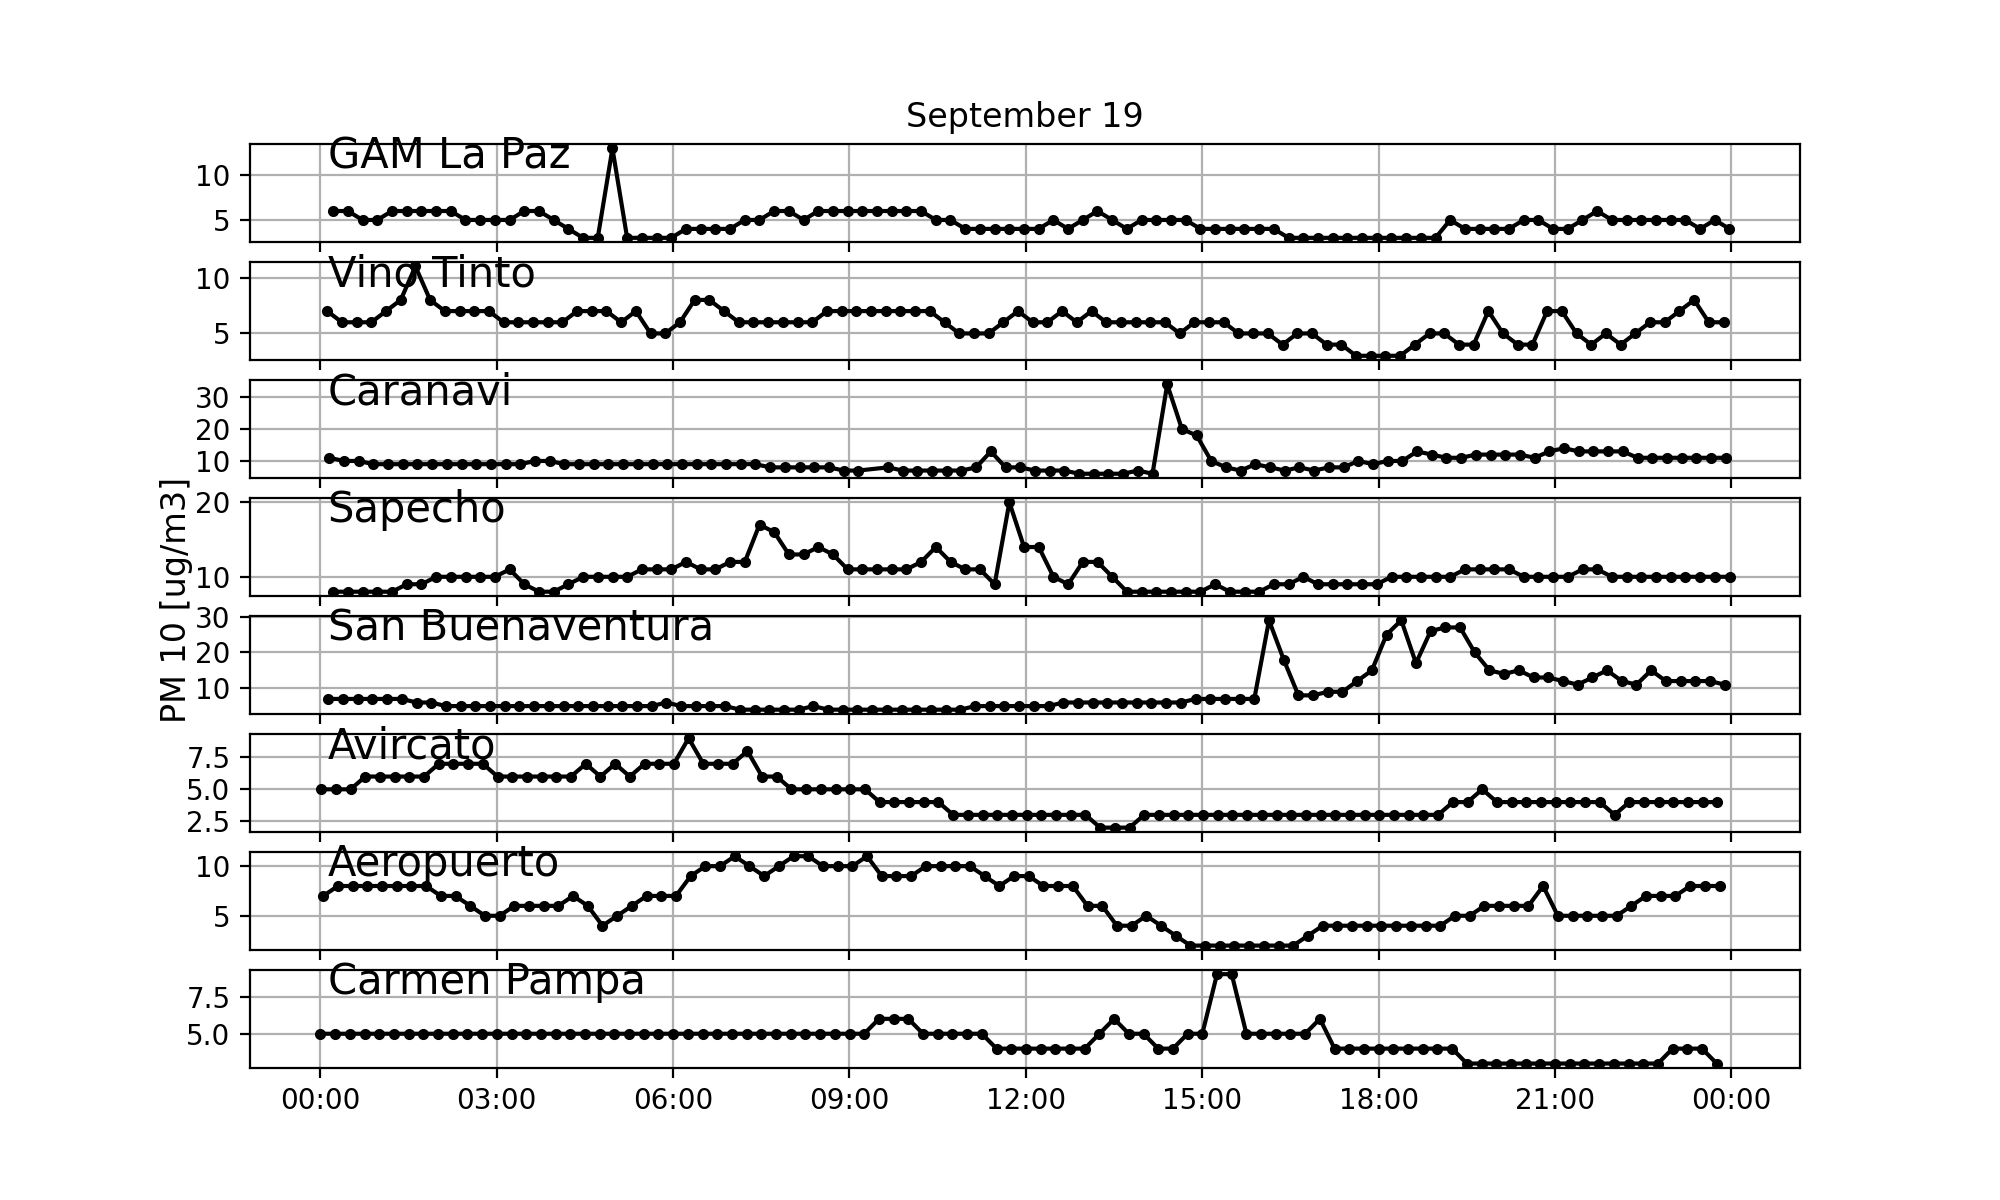 September 19
GAM La Paz
10
5
Vino Tinto
10
5
Caranavi
30
20
10
PM 10 [ug/m3]
Sapecho
20
10
San Buenaventura
30
20
10
Avircato
7.5
5.0
2.5
Aeropuerto
10
5
Carmen Pampa
7.5
5.0
00:00 03:00 06:00 09:00 12:00 15:00 18:00 21:00 00:00